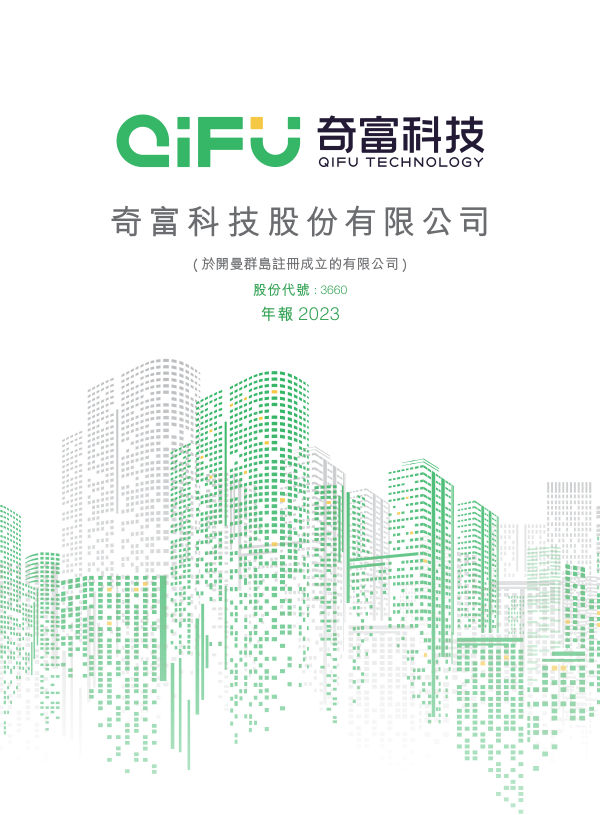 QiFU 奇富科技
QIFU TECHNOLOGY
奇富科技股份有限公司
(於開曼群島註冊成立的有限公司)
股份代號 : 3660
年報 2023